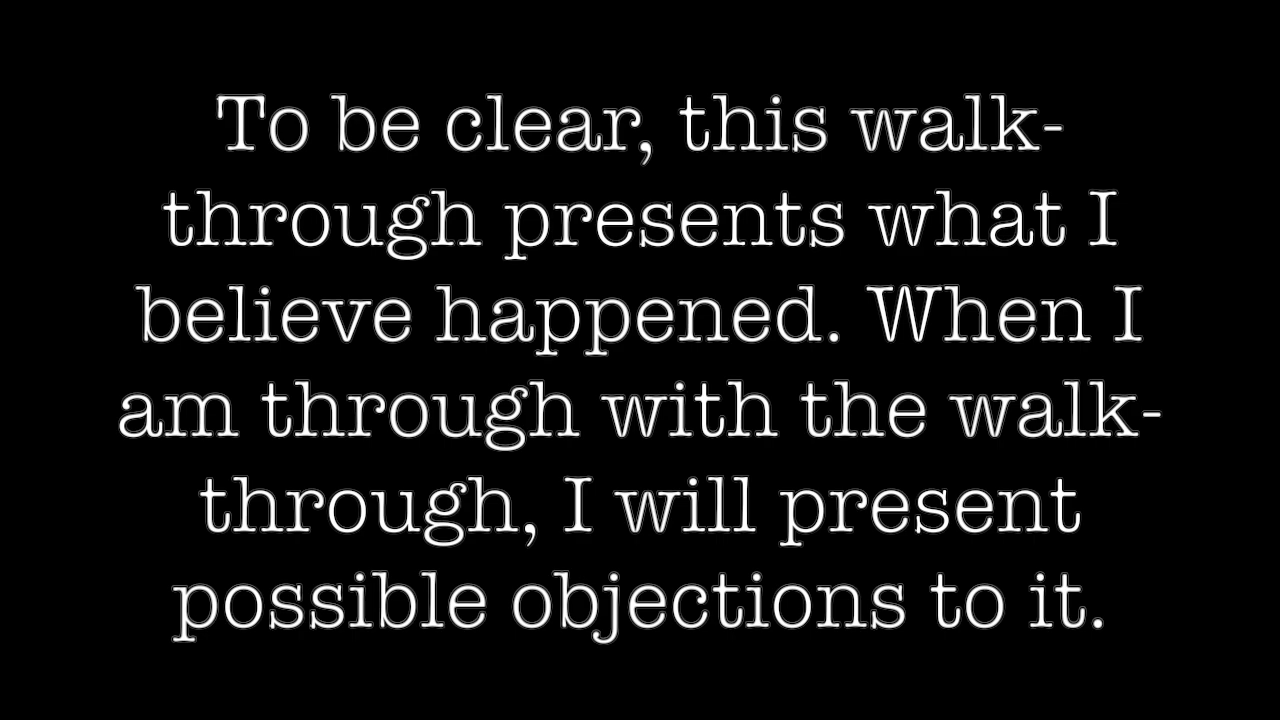 To be clear, this walk-
through presents what I
believe happened. When I
am through with the walk-
through, I will present
possible objections to it.